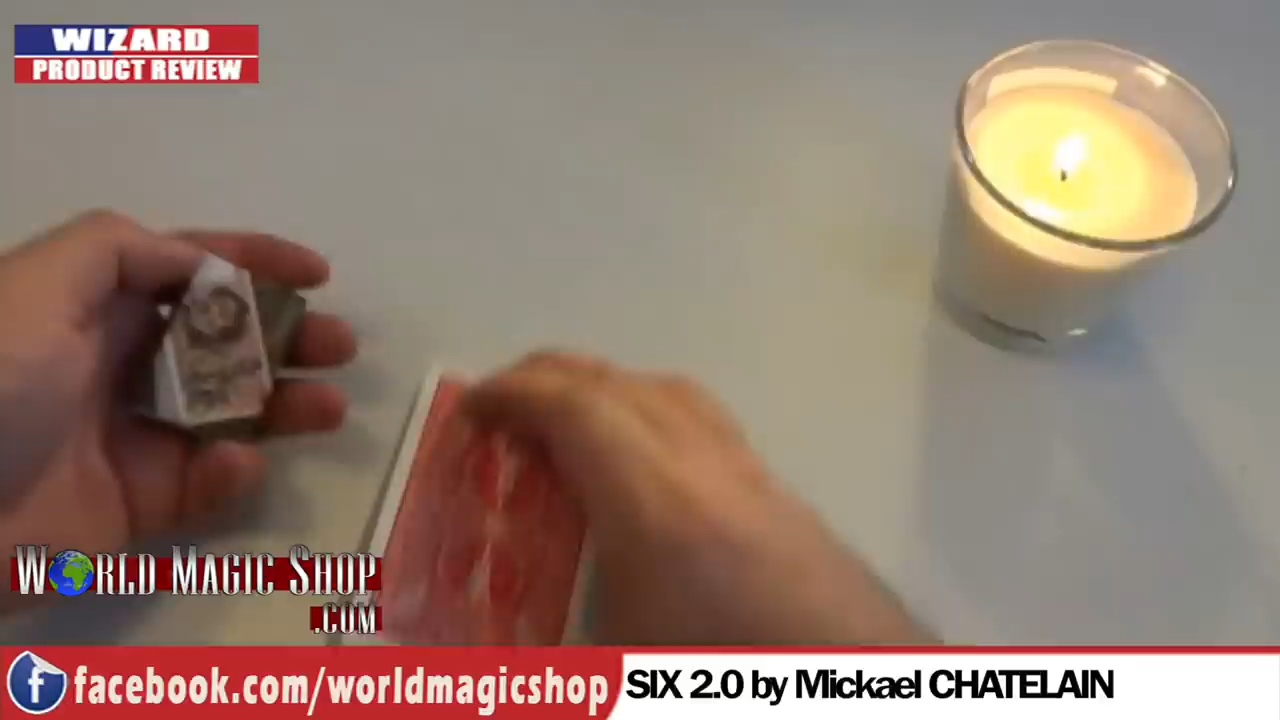 WIZARD
PRODUCT REVIEW
WORLD MAGIC SHOP
.COM
f facebook.com/worldmagicshop
SIX 2.0 by Mickael CHATELAIN